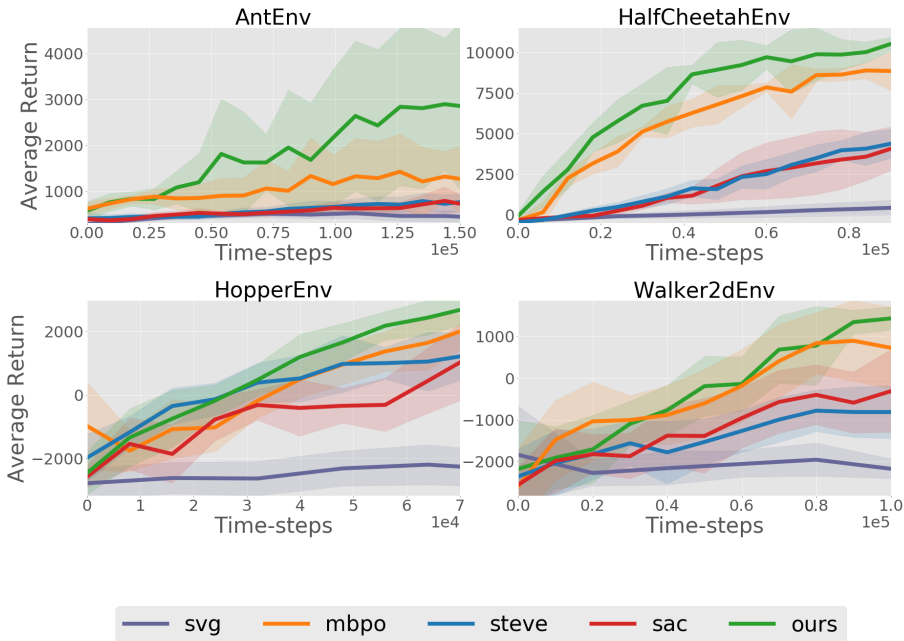 AntEnv
HalfCheetahEnv
4000
3000
2000
1000
Average Return
0.00 0.25 0.50 0.75 1.00 1.25 1.50
1e5
Time-steps
10000
7500
5000
2500
0
0.0 0.2 0.4 0.6 0.8
1e5
Time-steps
HopperEnv
Walker2dEnv
2000
0
−2000
Average Return
0 1 2 3 4 5 6 7
1e4
Time-steps
1000
0
−1000
−2000
0.0 0.2 0.4 0.6 0.8 1.0
1e5
Time-steps
svg mbpo steve sac ours